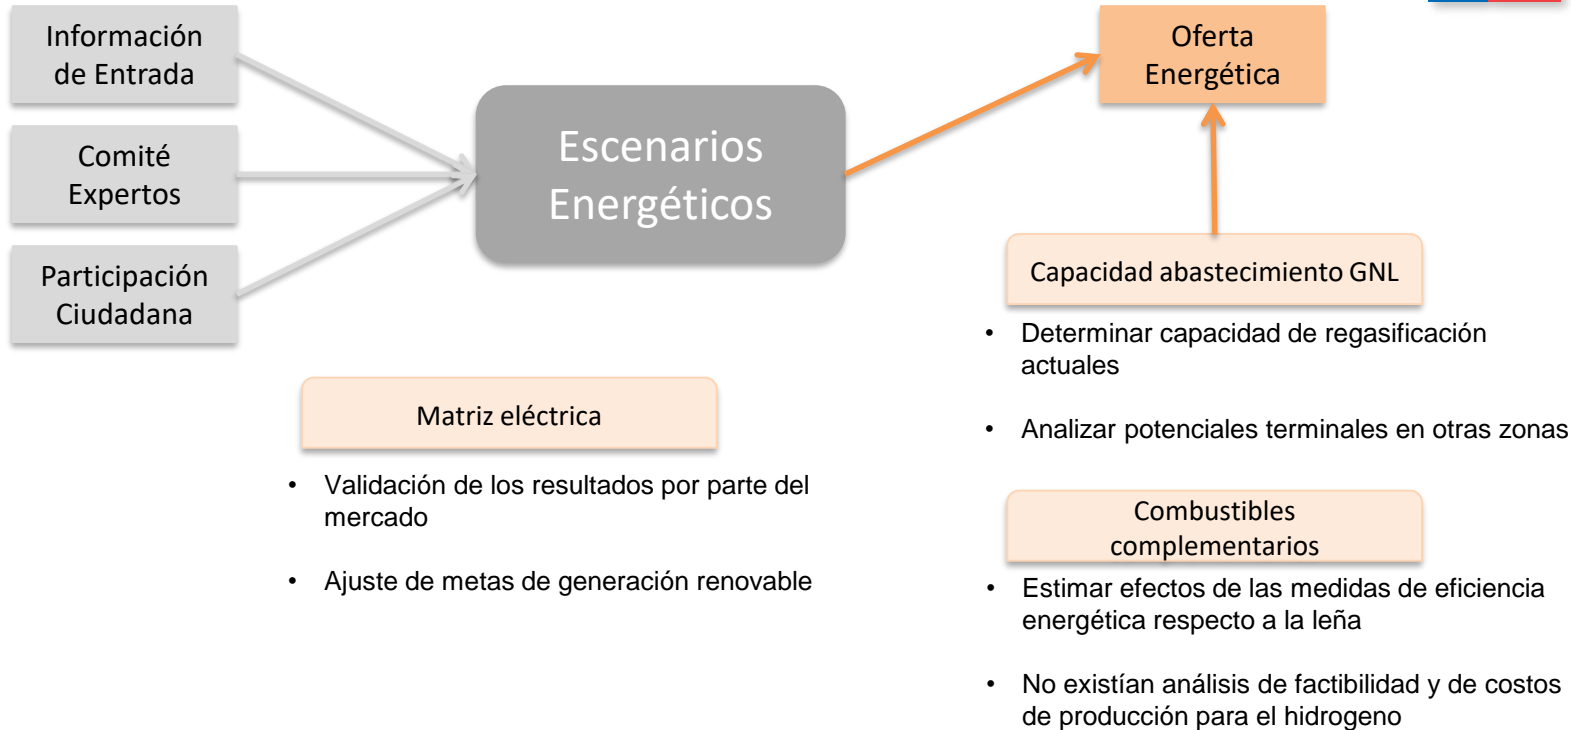 Información
de Entrada
Comité
Expertos
Participación
Ciudadana
Escenarios
Energéticos
Oferta
Energética
Matriz eléctrica
• Validación de los resultados por parte del
mercado
• Ajuste de metas de generación renovable
Capacidad abastecimiento GNL
• Determinar capacidad de regasificación
actuales
• Analizar potenciales terminales en otras zonas
Combustibles
complementarios
• Estimar efectos de las medidas de eficiencia
energética respecto a la leña
• No existían análisis de factibilidad y de costos
de producción para el hidrogeno